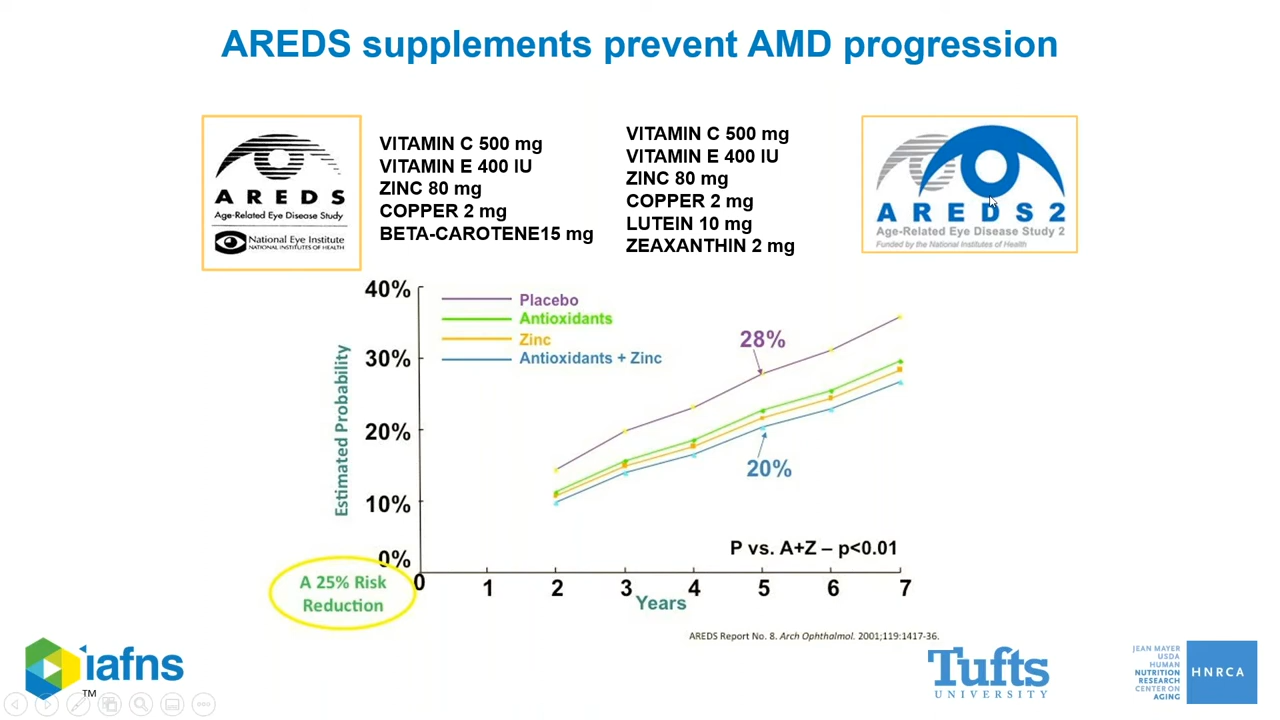 AREDS supplements prevent AMD progression
AREDS
Age-Related Eye Disease Study
National Eye Institute
NATIONAL INSTITUTES OF HEALTH
VITAMIN C 500 mg
VITAMIN E 400 IU
ZINC 80 mg
COPPER 2 mg
BETA-CAROTENE15 mg
VITAMIN C 500 mg
VITAMIN E 400 IU
ZINC 80 mg
COPPER 2 mg
LUTEIN 10 mg
ZEAXANTHIN 2 mg
AREDS2
Age-Related Eye Disease Study 2
Funded by the National Institutes of Health
Estimated Probability
40%
30%
20%
10%
0%
Placebo
Antioxidants
Zinc
Antioxidants + Zinc
28%
20%
P vs. A+Z – p<0.01
0 1 2 3 4 5 6 7
Years
A 25% Risk
Reduction
AREDS Report No. 8. Arch Ophthalmol. 2001;119:1417-36.
iafns
TM
Tufts
UNIVERSITY
JEAN MAYER
USDA
HUMAN
NUTRITION
RESEARCH
CENTER ON
AGING
HNRCA